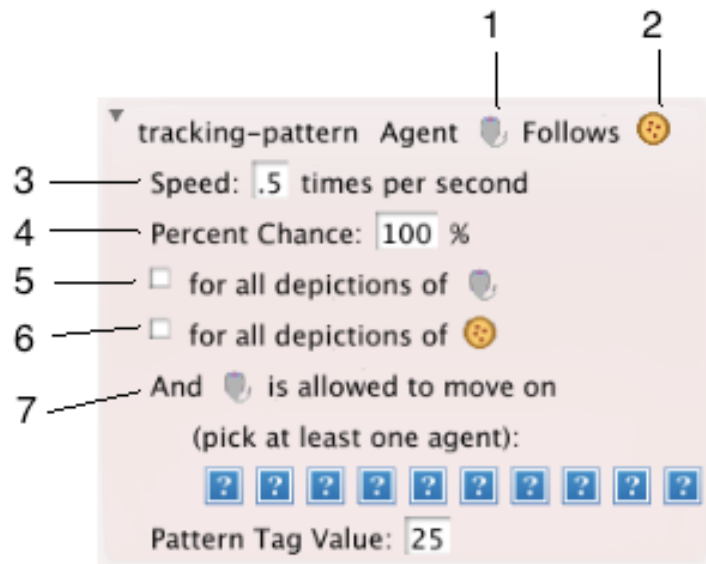 1 2
tracking-pattern Agent Follows
3 Speed: .5 times per second
4 Percent Chance: 100 %
5 for all depictions of
6 for all depictions of
7 And is allowed to move on
(pick at least one agent):
? ? ? ? ? ? ? ? ? ?
Pattern Tag Value: 25